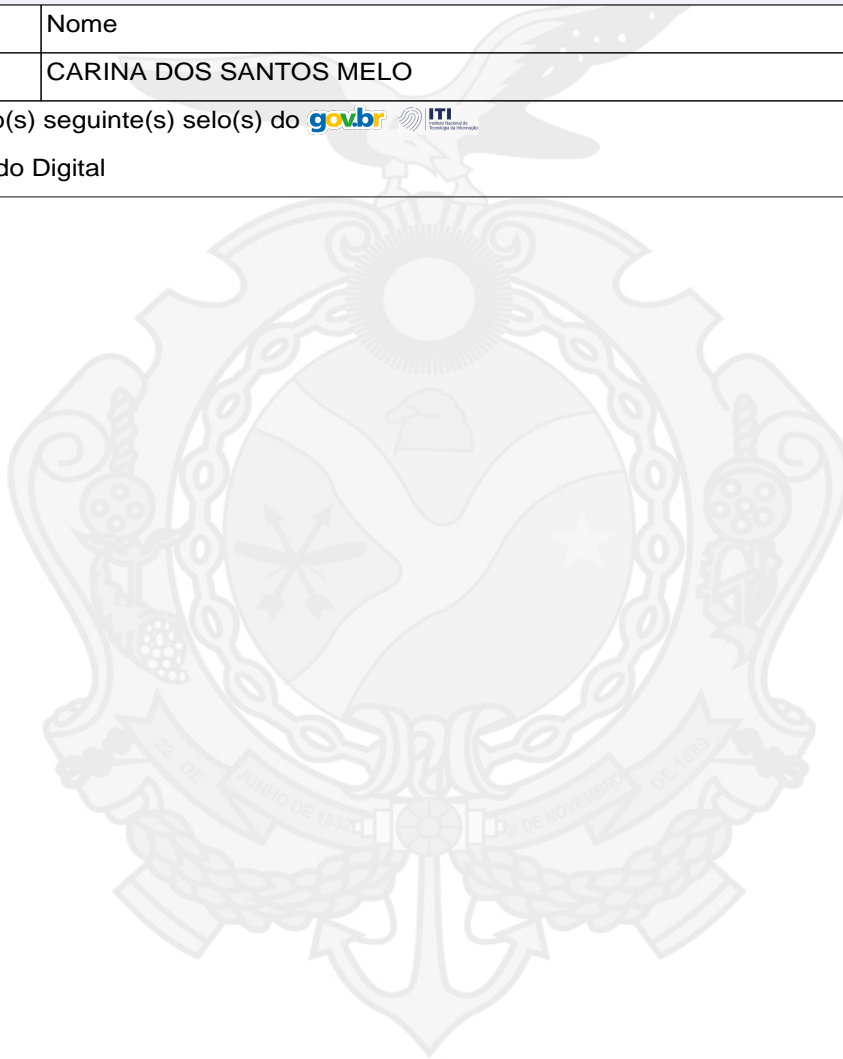 Nome
CARINA DOS SANTOS MELO
o(s) seguinte(s) selo(s) do gov.br ITI
do Digital
22 DE JUNHO DE 1832
DE NOVEMBRO DE 1889